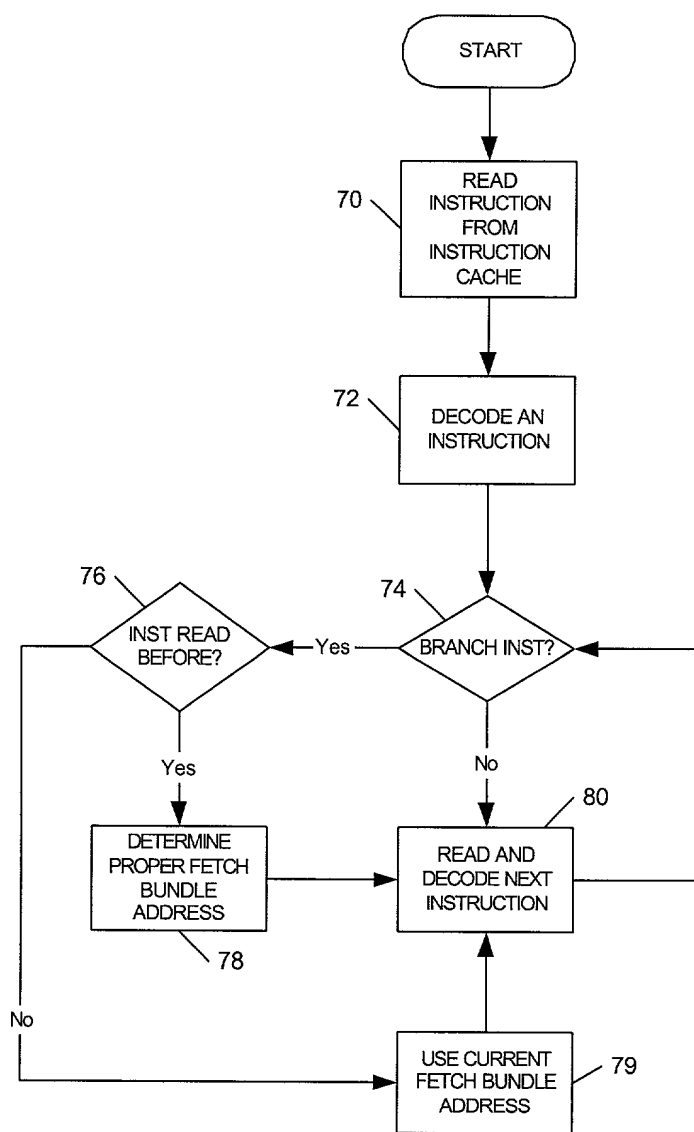 START
70
READ
INSTRUCTION
FROM
INSTRUCTION
CACHE
72
DECODE AN
INSTRUCTION
76
74
INST READ
BEFORE?
Yes
BRANCH INST?
Yes
No
80
DETERMINE
PROPER FETCH
BUNDLE
ADDRESS
READ AND
DECODE NEXT
INSTRUCTION
78
No
USE CURRENT
FETCH BUNDLE
ADDRESS
79